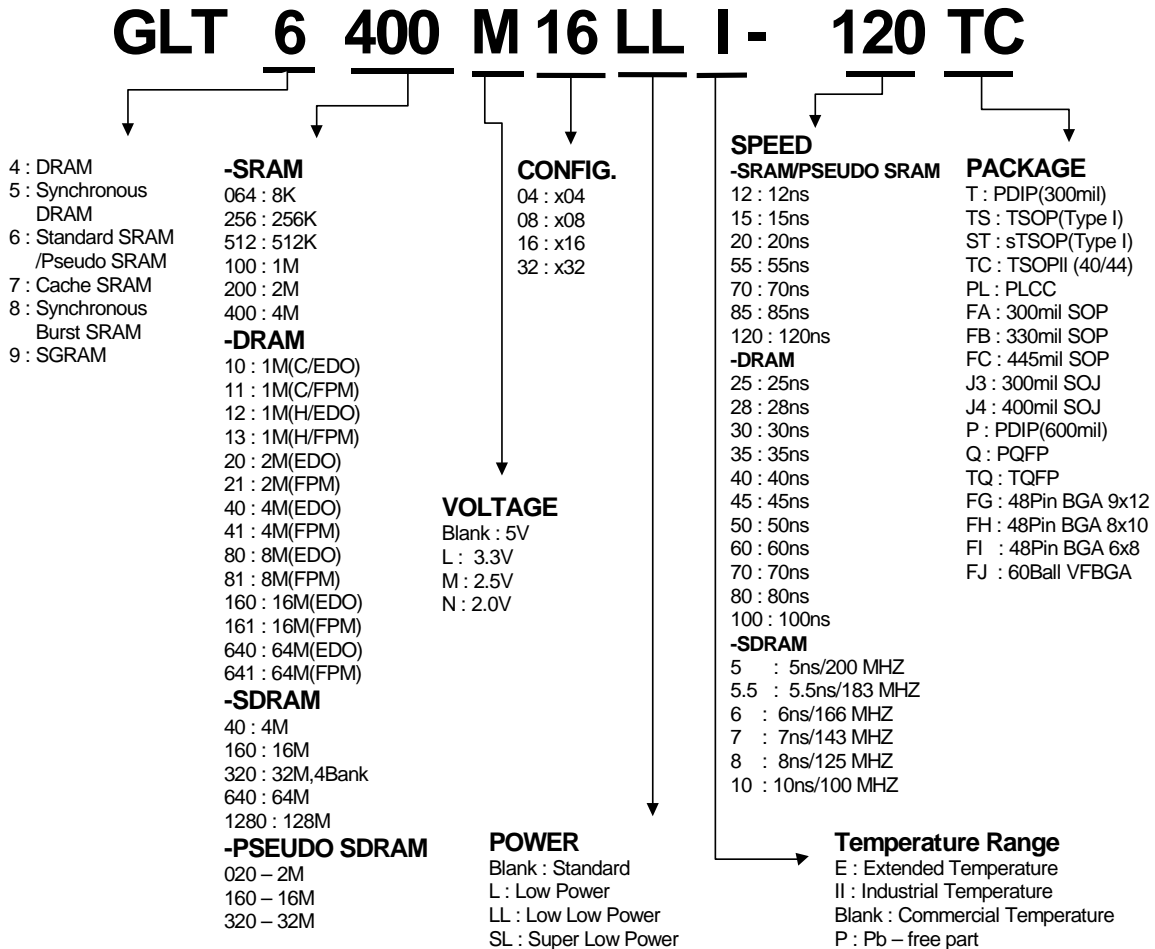 GLT 6 400 M 16 LL I - 120 TC
4 : DRAM
5 : Synchronous
DRAM
6 : Standard SRAM
/Pseudo SRAM
7 : Cache SRAM
8 : Synchronous
Burst SRAM
9 : SGRAM
-SRAM
064 : 8K
256 : 256K
512 : 512K
100 : 1M
200 : 2M
400 : 4M
-DRAM
10 : 1M(C/EDO)
11 : 1M(C/FPM)
12 : 1M(H/EDO)
13 : 1M(H/FPM)
20 : 2M(EDO)
21 : 2M(FPM)
40 : 4M(EDO)
41 : 4M(FPM)
80 : 8M(EDO)
81 : 8M(FPM)
160 : 16M(EDO)
161 : 16M(FPM)
640 : 64M(EDO)
641 : 64M(FPM)
-SDRAM
40 : 4M
160 : 16M
320 : 32M,4Bank
640 : 64M
1280 : 128M
-PSEUDO SDRAM
020 – 2M
160 – 16M
320 – 32M
VOLTAGE
Blank : 5V
L : 3.3V
M : 2.5V
N : 2.0V
CONFIG.
04 : x04
08 : x08
16 : x16
32 : x32
POWER
Blank : Standard
L : Low Power
LL : Low Low Power
SL : Super Low Power
SPEED
-SRAM/PSEUDO SRAM
12 : 12ns
15 : 15ns
20 : 20ns
55 : 55ns
70 : 70ns
85 : 85ns
120 : 120ns
-DRAM
25 : 25ns
28 : 28ns
30 : 30ns
35 : 35ns
40 : 40ns
45 : 45ns
50 : 50ns
60 : 60ns
70 : 70ns
80 : 80ns
100 : 100ns
-SDRAM
5 : 5ns/200 MHZ
5.5 : 5.5ns/183 MHZ
6 : 6ns/166 MHZ
7 : 7ns/143 MHZ
8 : 8ns/125 MHZ
10 : 10ns/100 MHZ
PACKAGE
T : PDIP(300mil)
TS : TSOP(Type I)
ST : sTSOP(Type I)
TC : TSOPII (40/44)
PL : PLCC
FA : 300mil SOP
FB : 330mil SOP
FC : 445mil SOP
J3 : 300mil SOJ
J4 : 400mil SOJ
P : PDIP(600mil)
Q : PQFP
TQ : TQFP
FG : 48Pin BGA 9x12
FH : 48Pin BGA 8x10
FI : 48Pin BGA 6x8
FJ : 60Ball VFBGA
Temperature Range
E : Extended Temperature
II : Industrial Temperature
Blank : Commercial Temperature
P : Pb – free part